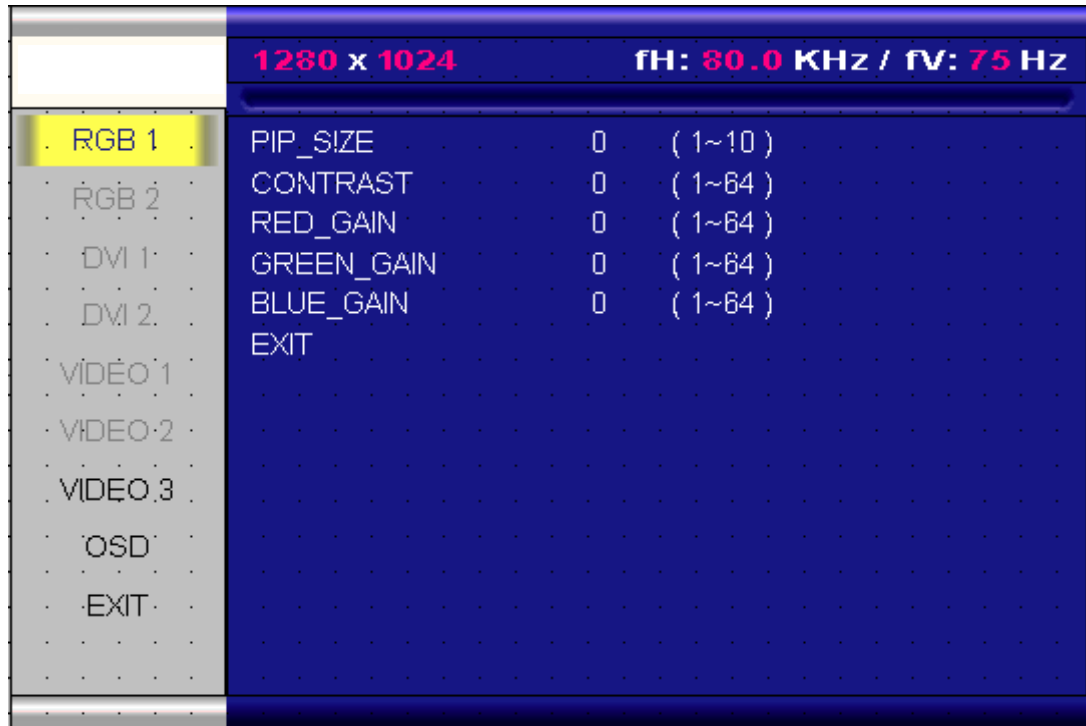 1280 x 1024 fH: 80.0 KHz / fV: 75 Hz
RGB 1
RGB 2
DVI 1
DVI 2
VIDEO 1
VIDEO 2
VIDEO 3
OSD
EXIT
PIP_SIZE 0 ( 1~10 )
CONTRAST 0 ( 1~64 )
RED_GAIN 0 ( 1~64 )
GREEN_GAIN 0 ( 1~64 )
BLUE_GAIN 0 ( 1~64 )
EXIT